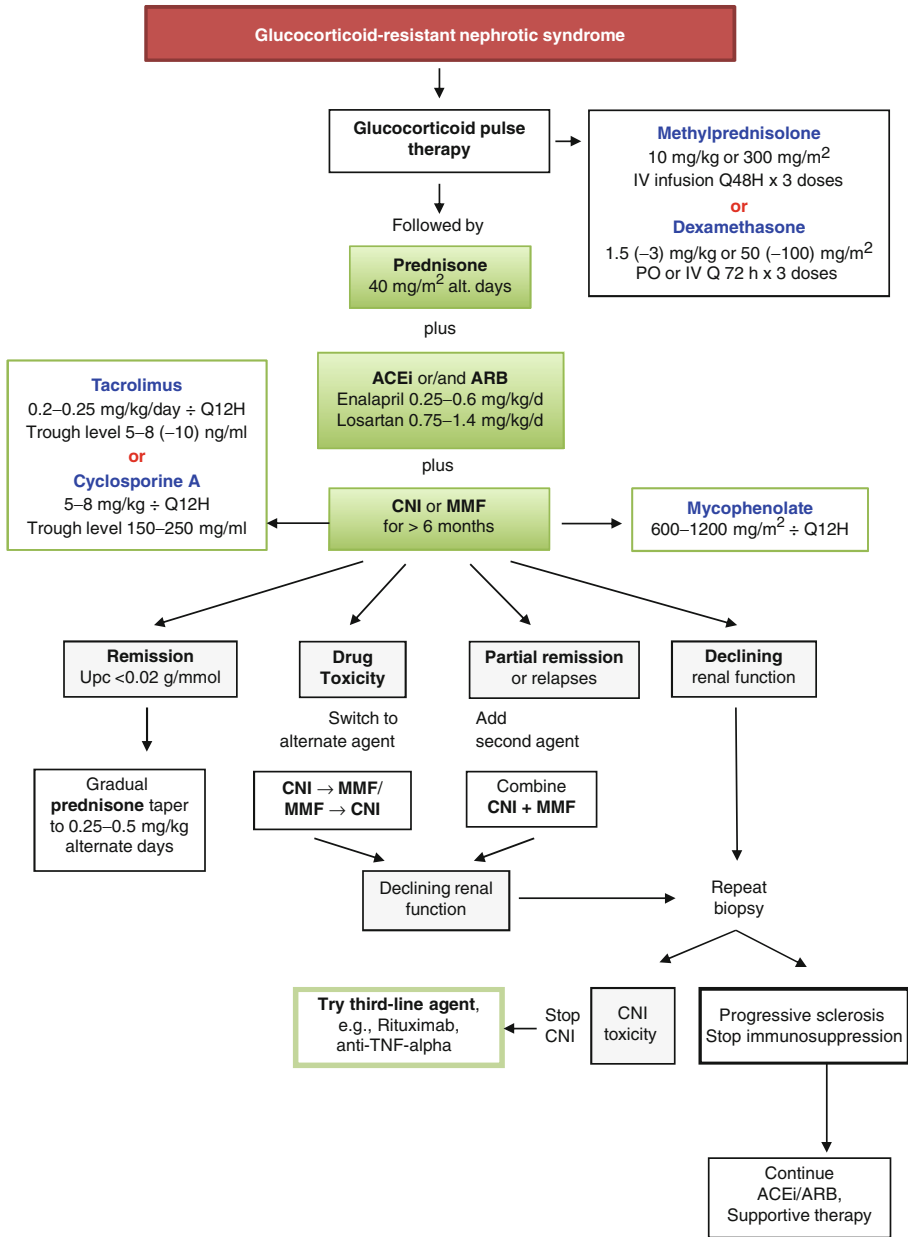 Glucocorticoid-resistant nephrotic syndrome
Glucocorticoid pulse
therapy
Methylprednisolone
10 mg/kg or 300 mg/m²
IV infusion Q48H x 3 doses
or
Dexamethasone
1.5 (–3) mg/kg or 50 (–100) mg/m²
PO or IV Q 72 h x 3 doses
Followed by
Prednisone
40 mg/m² alt. days
plus
ACEi or/and ARB
Enalapril 0.25–0.6 mg/kg/d
Losartan 0.75–1.4 mg/kg/d
plus
Tacrolimus
0.2–0.25 mg/kg/day ÷ Q12H
Trough level 5–8 (–10) ng/ml
or
Cyclosporine A
5–8 mg/kg ÷ Q12H
Trough level 150–250 mg/ml
CNI or MMF
for > 6 months
Mycophenolate
600–1200 mg/m² ÷ Q12H
Remission
Upc <0.02 g/mmol
Drug
Toxicity
Partial remission
or relapses
Declining
renal function
Switch to
alternate agent
Add
second agent
Gradual
prednisone taper
to 0.25–0.5 mg/kg
alternate days
CNI → MMF/
MMF → CNI
Combine
CNI + MMF
Declining renal
function
Repeat
biopsy
Try third-line agent,
e.g., Rituximab,
anti-TNF-alpha
Stop
CNI
CNI
toxicity
Progressive sclerosis
Stop immunosuppression
Continue
ACEi/ARB,
Supportive therapy